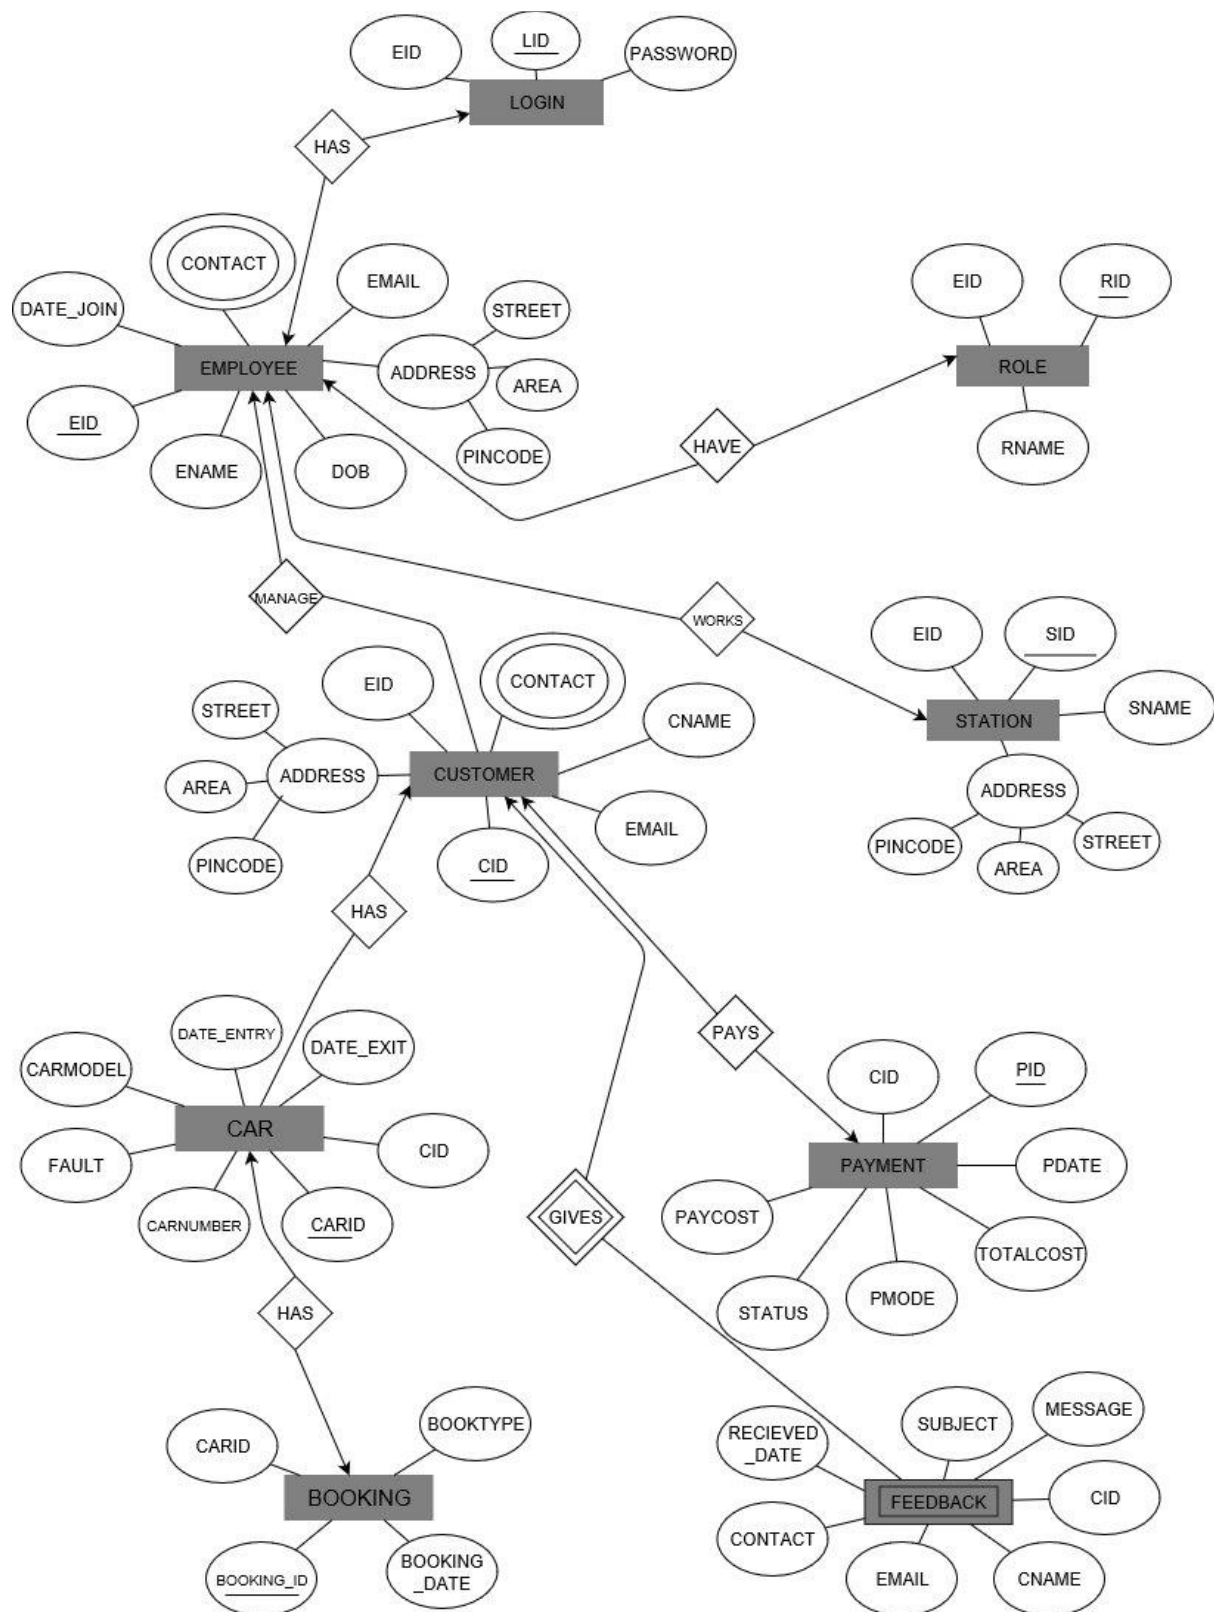 EID
LID
PASSWORD
LOGIN
HAS
CONTACT
EMAIL
DATE_JOIN
STREET
EMPLOYEE
ADDRESS
AREA
EID
ENAME
DOB
PINCODE
EID
RID
ROLE
RNAME
HAVE
MANAGE
WORKS
EID
SID
SNAME
STATION
ADDRESS
PINCODE
AREA
STREET
EID
CONTACT
CNAME
STREET
ADDRESS
AREA
CUSTOMER
PINCODE
CID
EMAIL
HAS
DATE_ENTRY
DATE_EXIT
CARMODEL
CAR
FAULT
CID
CARNUMBER
CARID
PAYS
CID
PID
PAYMENT
PDATE
PAYCOST
TOTALCOST
STATUS
PMODE
GIVES
HAS
CARID
BOOKTYPE
BOOKING
BOOKING_ID
BOOKING
_DATE
RECIEVED
_DATE
SUBJECT
MESSAGE
FEEDBACK
CID
CONTACT
EMAIL
CNAME